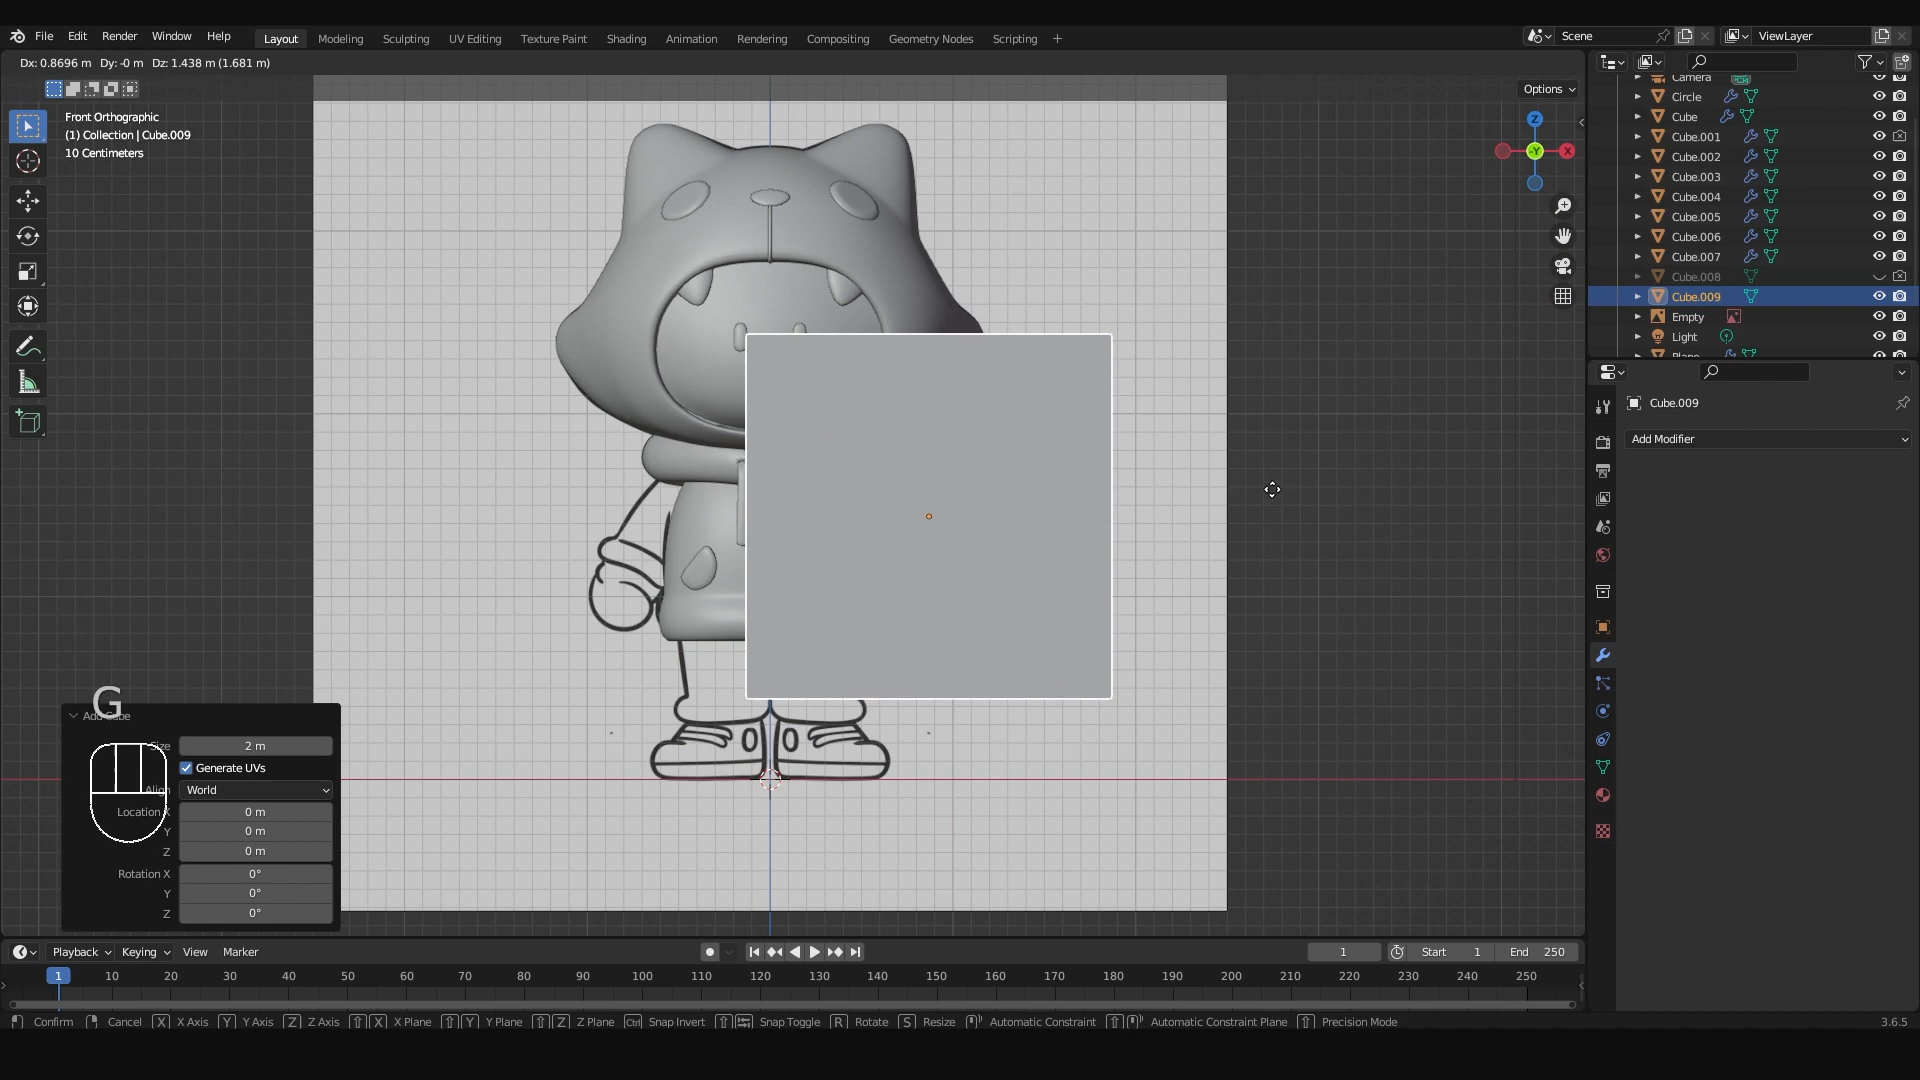 File Edit Render Window Help
Layout Modeling Sculpting UV Editing Texture Paint Shading Animation Rendering Compositing Geometry Nodes Scripting +
Scene
ViewLayer
Dx: 0.8696 m Dy: -0 m Dz: 1.438 m (1.681 m)
Options
Front Orthographic
(1) Collection | Cube.009
10 Centimeters
Z
-Y
X
Camera
Circle
Cube
Cube.001
Cube.002
Cube.003
Cube.004
Cube.005
Cube.006
Cube.007
Cube.008
Cube.009
Empty
Light
Plane
Cube.009
Add Modifier
G
Add Cube
Size 2 m
Generate UVs
Align World
Location X 0 m
Y 0 m
Z 0 m
Rotation X 0°
Y 0°
Z 0°
Playback Keying View Marker
1
Start 1
End 250
1 10 20 30 40 50 60 70 80 90 100 110 120 130 140 150 160 170 180 190 200 210 220 230 240 250
Confirm Cancel X X Axis Y Y Axis Z Z Axis X X Plane Y Y Plane Z Z Plane Ctrl Snap Invert Snap Toggle R Rotate S Resize Automatic Constraint Automatic Constraint Plane Precision Mode
3.6.5